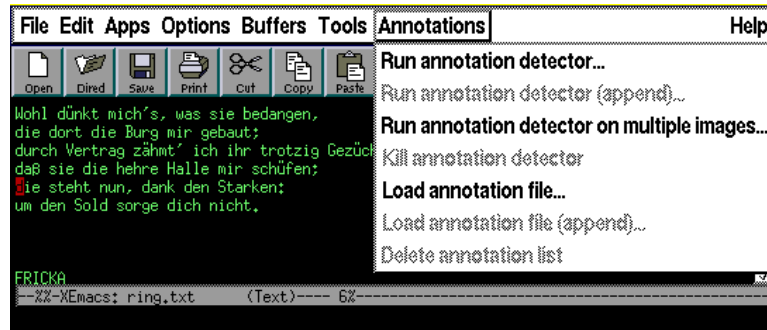 File Edit Apps Options Buffers Tools Annotations Help
Open Dired Save Print Cut Copy Paste
Run annotation detector...
Run annotation detector (append)...
Run annotation detector on multiple images...
Kill annotation detector
Load annotation file...
Load annotation file (append)...
Delete annotation list
Wohl dünkt mich's, was sie bedangen,
die dort die Burg mir gebaut;
durch Vertrag zähmt' ich ihr trotzig Gezüc
daß sie die hehre Halle mir schüfen;
die steht nun, dank den Starken:
um den Sold sorge dich nicht.
FRICKA
--%%-XEmacs: ring.txt (Text)---- 6%----